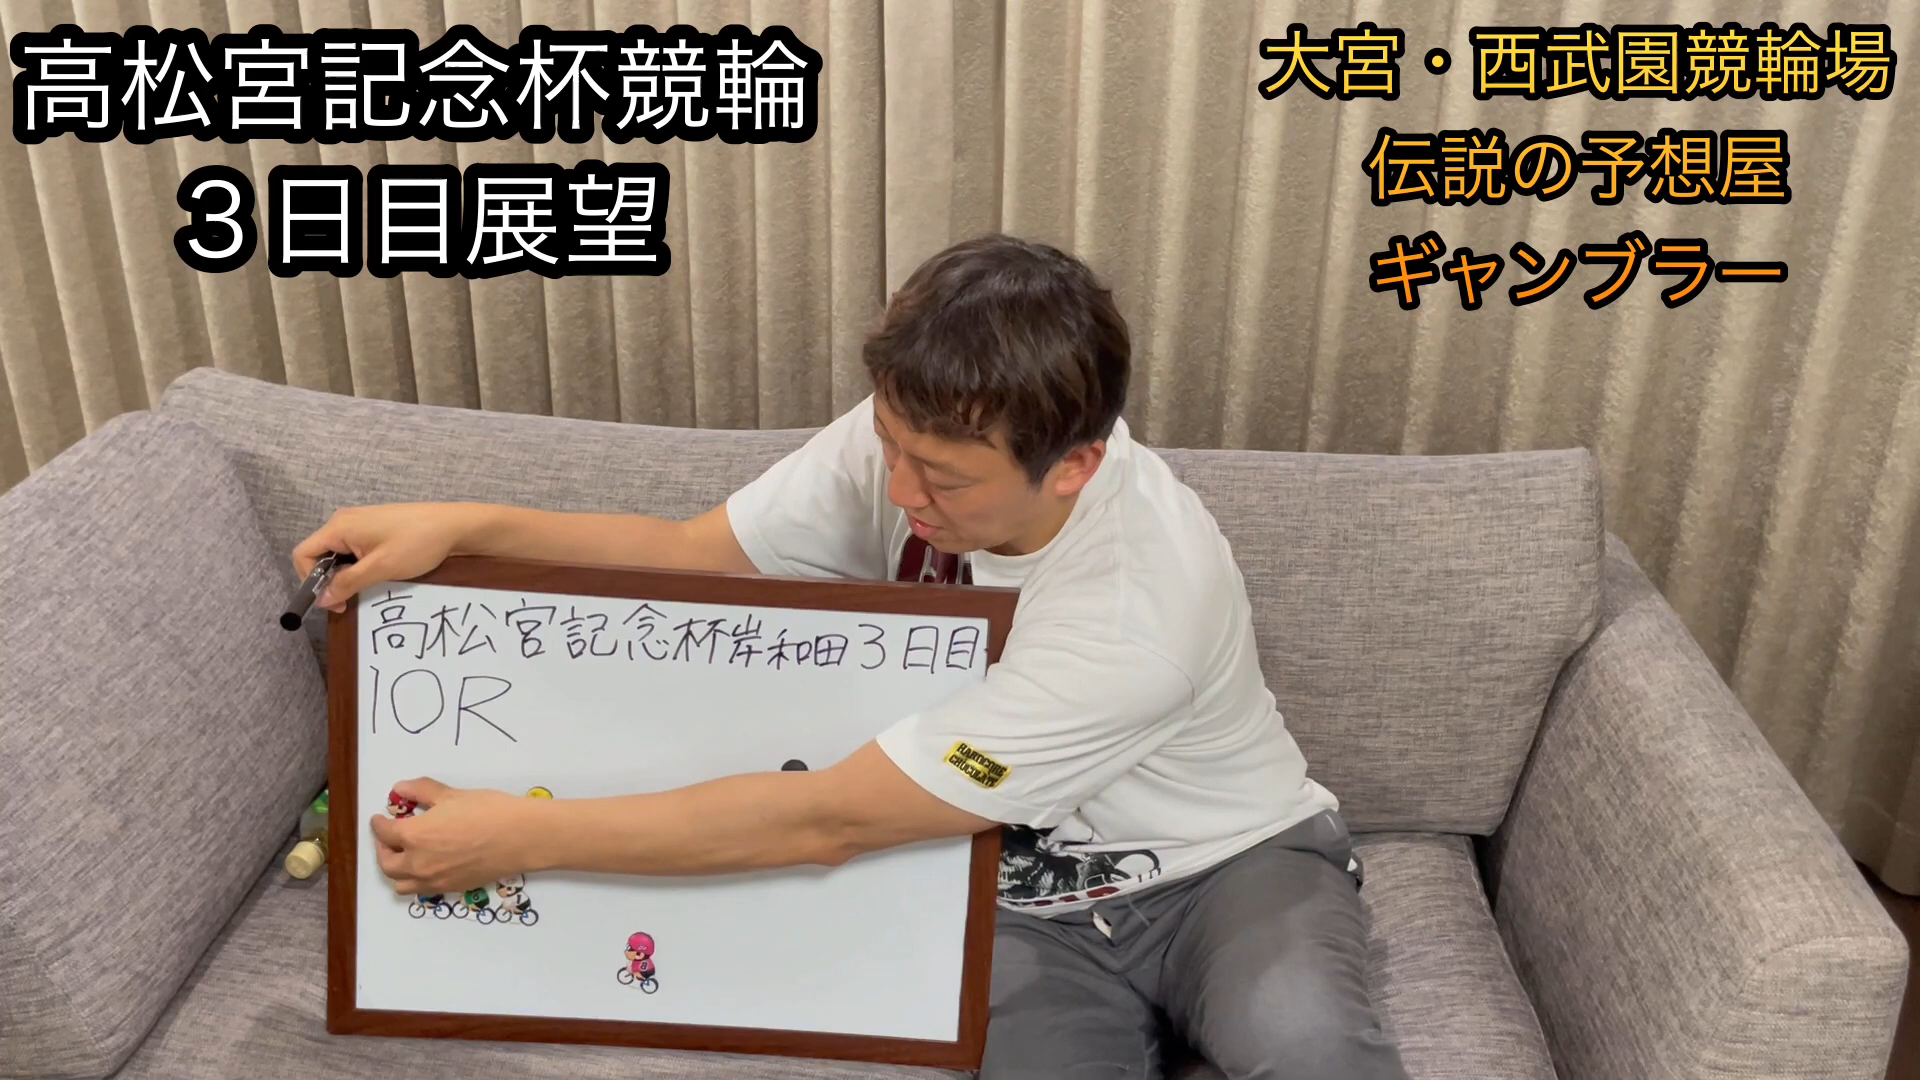 高松宮記念杯競輪
３日目展望
大宮・西武園競輪場
伝説の予想屋
ギャンブラー
高松宮記念杯岸和田3日目
10R
HARDCORE
CHOCOLATE